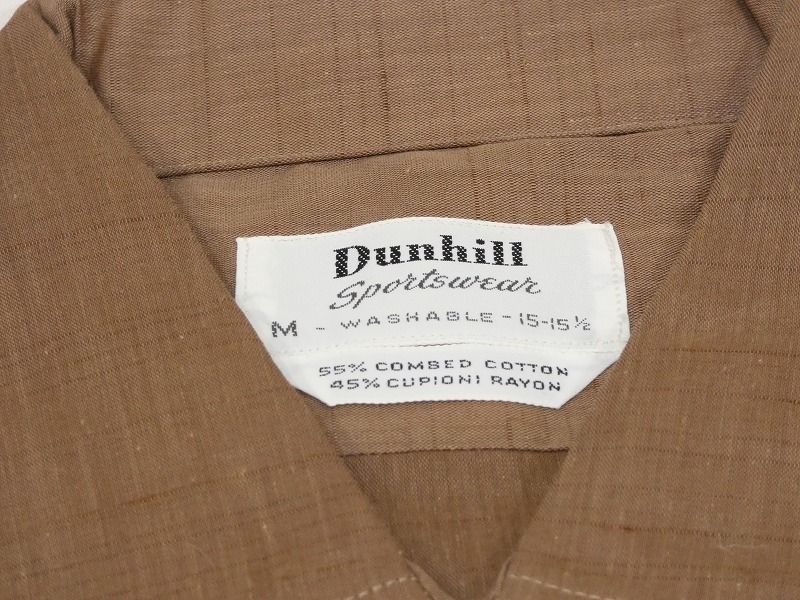 Dunhill
Sportswear
M - WASHABLE - 15-15½
55% COMBED COTTON
45% CUPIONI RAYON